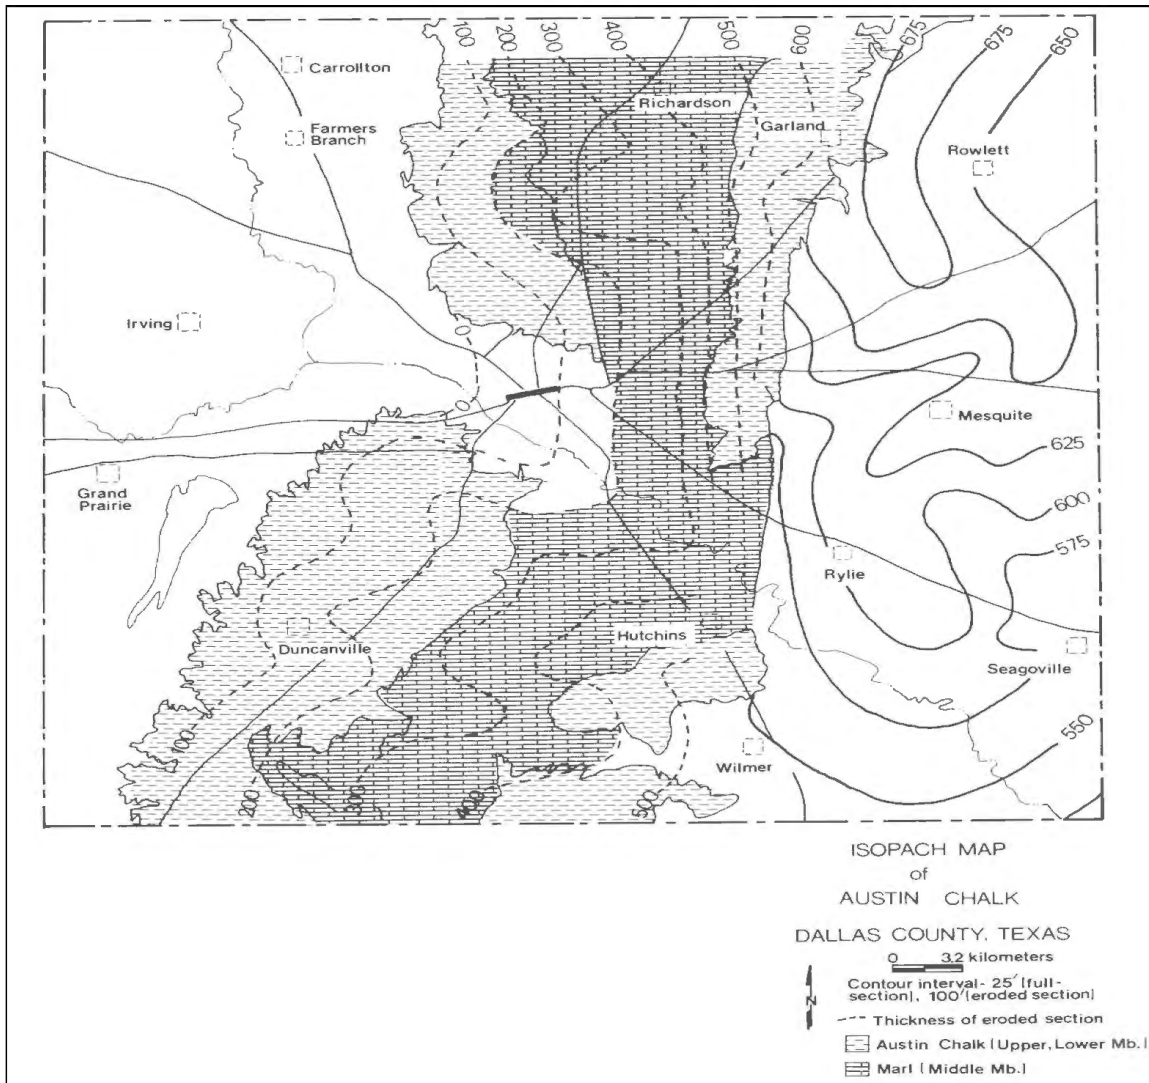 100
200
300
400
500
600
675
675
650
Carrollton
Richardson
Farmers
Branch
Garland
Rowlett
Irving
0
0
Mesquite
625
Grand
Prairie
600
575
Rylie
Duncanville
Hutchins
Seagoville
550
100
Wilmer
200
300
400
500
ISOPACH MAP
of
AUSTIN CHALK
DALLAS COUNTY, TEXAS
0 3.2 kilometers
N
Contour interval- 25' (full-
section), 100' (eroded section)
Thickness of eroded section
Austin Chalk (Upper, Lower Mb.)
Marl (Middle Mb.)